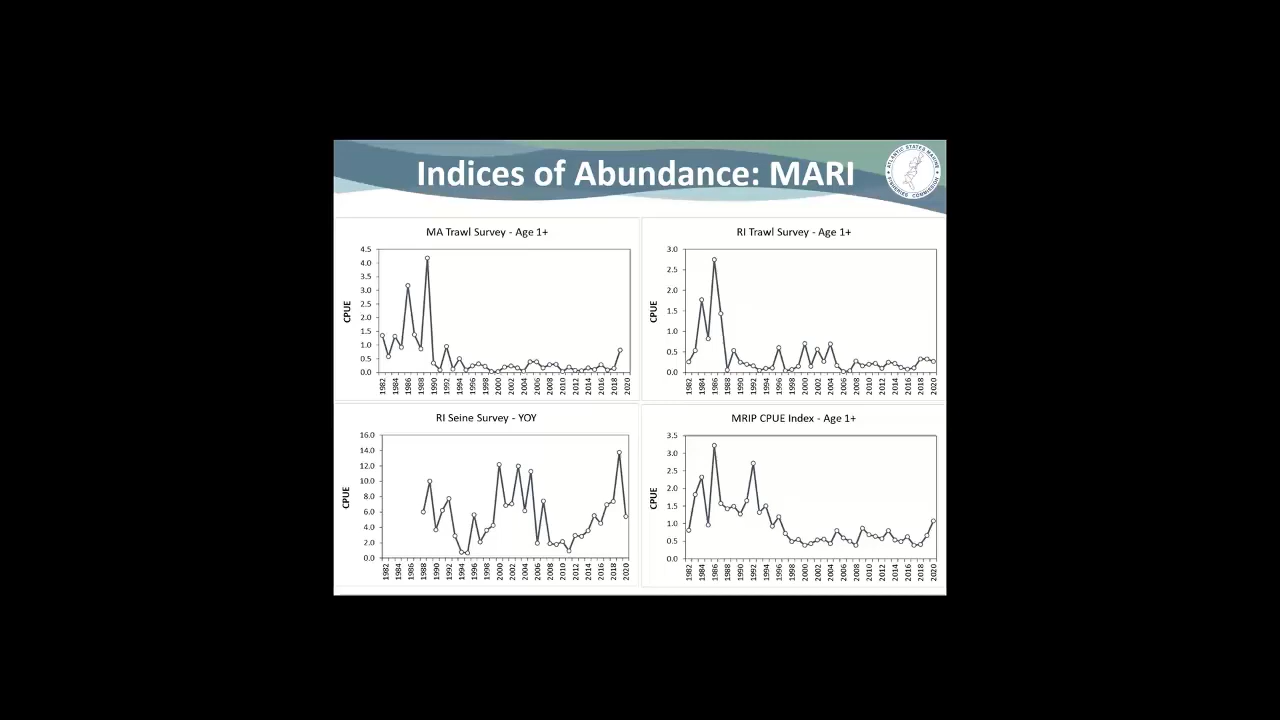 Indices of Abundance: MARI
ATLANTIC STATES MARINE FISHERIES COMMISSION
MA Trawl Survey - Age 1+
CPUE
4.5
4.0
3.5
3.0
2.5
2.0
1.5
1.0
0.5
0.0
1982 1984 1986 1988 1990 1992 1994 1996 1998 2000 2002 2004 2006 2008 2010 2012 2014 2016 2018 2020
RI Trawl Survey - Age 1+
CPUE
3.0
2.5
2.0
1.5
1.0
0.5
0.0
1982 1984 1986 1988 1990 1992 1994 1996 1998 2000 2002 2004 2006 2008 2010 2012 2014 2016 2018 2020
RI Seine Survey - YOY
CPUE
16.0
14.0
12.0
10.0
8.0
6.0
4.0
2.0
0.0
1982 1984 1986 1988 1990 1992 1994 1996 1998 2000 2002 2004 2006 2008 2010 2012 2014 2016 2018 2020
MRIP CPUE Index - Age 1+
CPUE
3.5
3.0
2.5
2.0
1.5
1.0
0.5
0.0
1982 1984 1986 1988 1990 1992 1994 1996 1998 2000 2002 2004 2006 2008 2010 2012 2014 2016 2018 2020